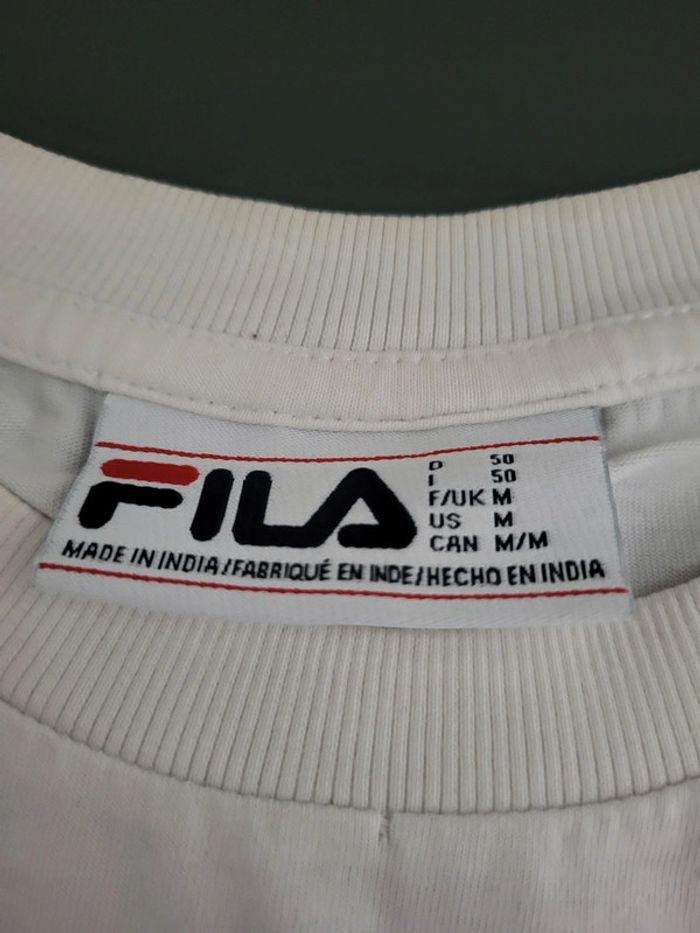 FILA
D 50
I 50
F/UK M
US M
CAN M/M
MADE IN INDIA/FABRIQUÉ EN INDE/HECHO EN INDIA